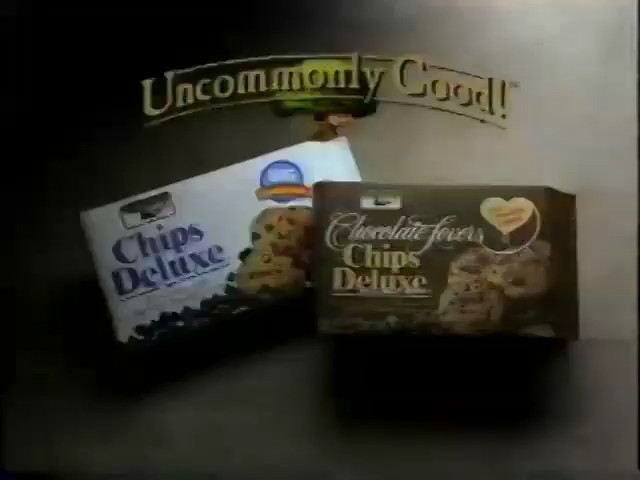 Uncommonly Good!
Chips
Deluxe
Chocolate Lovers
Chips
Deluxe